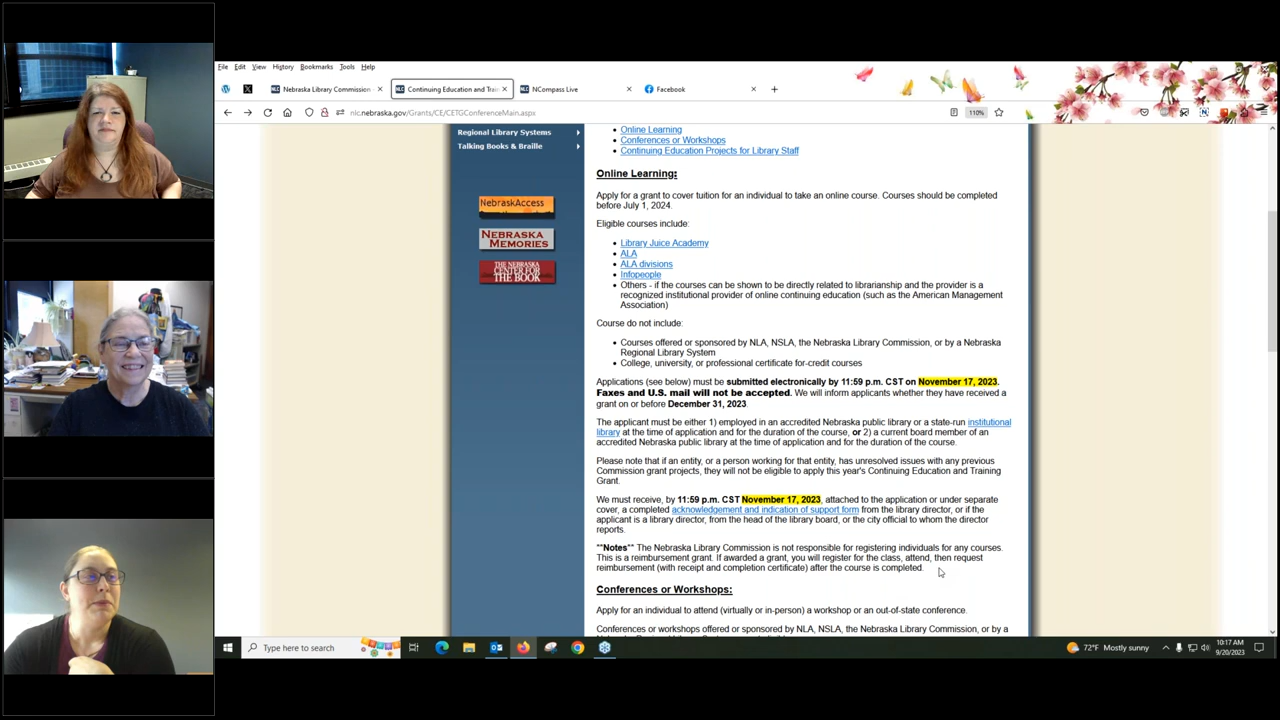 File Edit View History Bookmarks Tools Help
Nebraska Library Commission - × Continuing Education and Trai × NCompass Live × Facebook × +
nlc.nebraska.gov/Grants/CE/CETGConferenceMain.aspx 110%
Regional Library Systems
Talking Books & Braille
NebraskAccess
NEBRASKA
MEMORIES
THE NEBRASKA
CENTER FOR
THE BOOK
• Online Learning
• Conferences or Workshops
• Continuing Education Projects for Library Staff
Online Learning:
Apply for a grant to cover tuition for an individual to take an online course. Courses should be completed
before July 1, 2024.
Eligible courses include:
• Library Juice Academy
• ALA
• ALA divisions
• Infopeople
• Others - if the courses can be shown to be directly related to librarianship and the provider is a
recognized institutional provider of online continuing education (such as the American Management
Association)
Course do not include:
• Courses offered or sponsored by NLA, NSLA, the Nebraska Library Commission, or by a Nebraska
Regional Library System
• College, university, or professional certificate for-credit courses
Applications (see below) must be submitted electronically by 11:59 p.m. CST on November 17, 2023.
Faxes and U.S. mail will not be accepted. We will inform applicants whether they have received a
grant on or before December 31, 2023.
The applicant must be either 1) employed in an accredited Nebraska public library or a state-run institutional
library at the time of application and for the duration of the course, or 2) a current board member of an
accredited Nebraska public library at the time of application and for the duration of the course.
Please note that if an entity, or a person working for that entity, has unresolved issues with any previous
Commission grant projects, they will not be eligible to apply this year's Continuing Education and Training
Grant.
We must receive, by 11:59 p.m. CST November 17, 2023, attached to the application or under separate
cover, a completed acknowledgement and indication of support form from the library director, or if the
applicant is a library director, from the head of the library board, or the city official to whom the director
reports.
**Notes** The Nebraska Library Commission is not responsible for registering individuals for any courses.
This is a reimbursement grant. If awarded a grant, you will register for the class, attend, then request
reimbursement (with receipt and completion certificate) after the course is completed.
Conferences or Workshops:
Apply for an individual to attend (virtually or in-person) a workshop or an out-of-state conference.
Conferences or workshops offered or sponsored by NLA, NSLA, the Nebraska Library Commission, or by a
Type here to search
72°F Mostly sunny
10:17 AM
9/20/2023